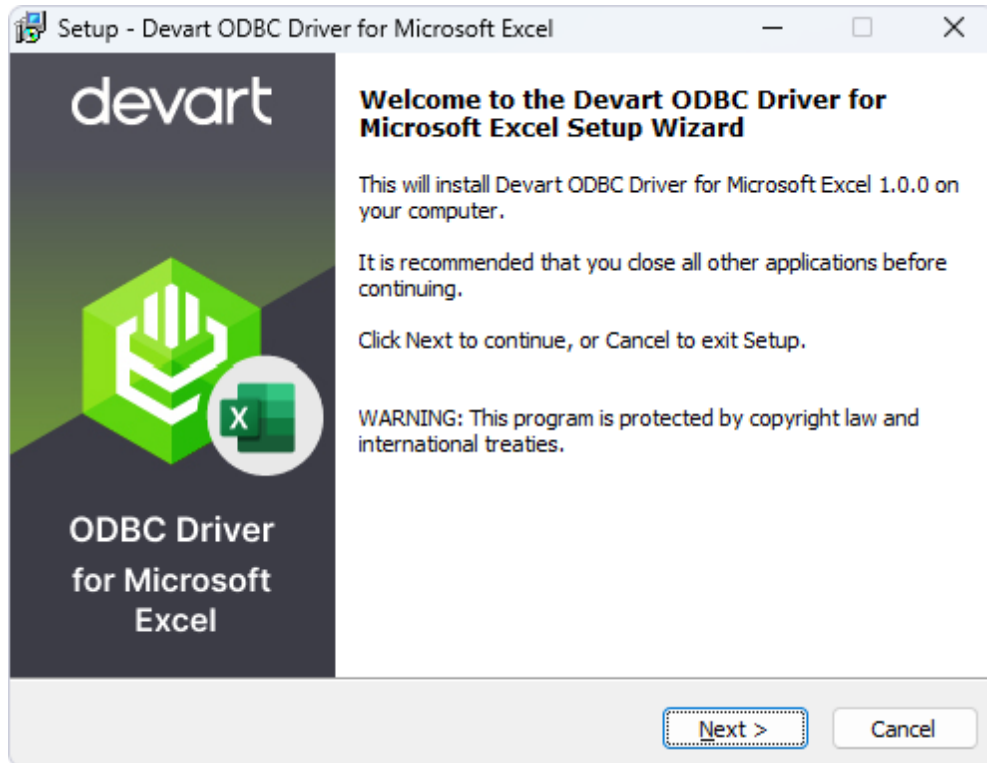 Setup - Devart ODBC Driver for Microsoft Excel
devart
ODBC Driver
for Microsoft
Excel
Welcome to the Devart ODBC Driver for
Microsoft Excel Setup Wizard
This will install Devart ODBC Driver for Microsoft Excel 1.0.0 on
your computer.
It is recommended that you close all other applications before
continuing.
Click Next to continue, or Cancel to exit Setup.
WARNING: This program is protected by copyright law and
international treaties.
Next >
Cancel